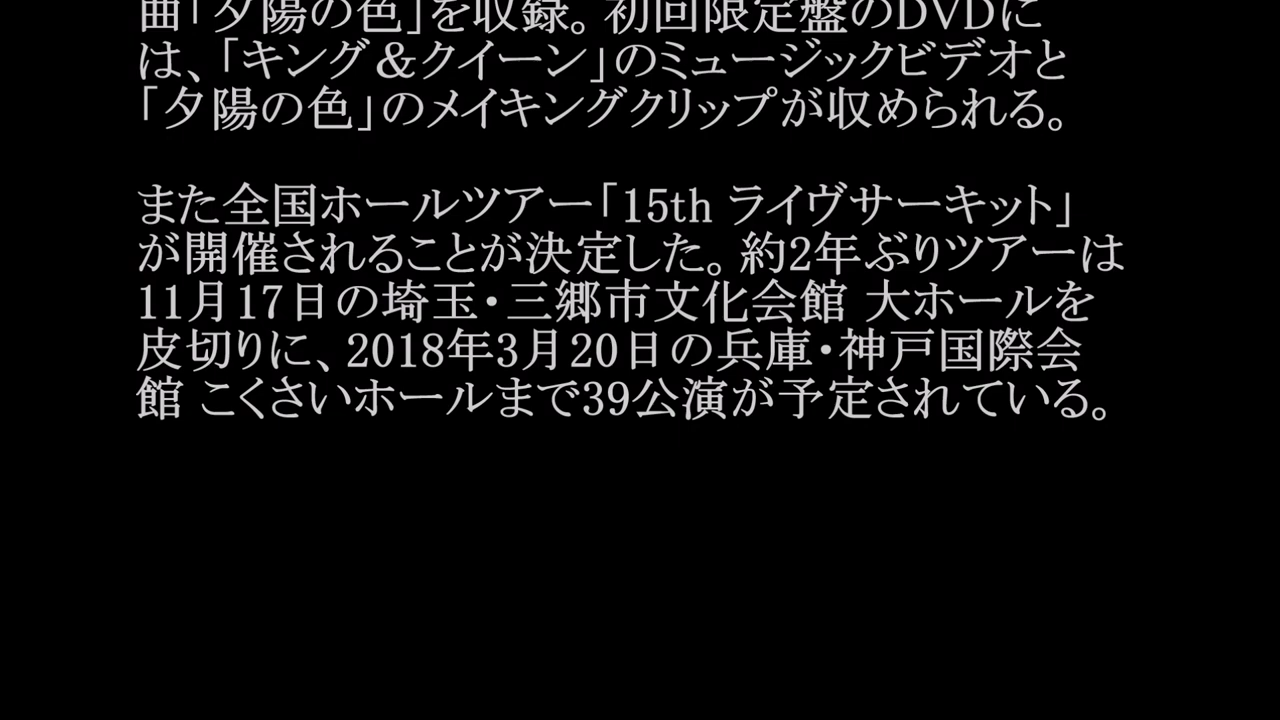 曲「夕陽の色」を収録。初回限定盤のDVDに
は、「キング＆クイーン」のミュージックビデオと
「夕陽の色」のメイキングクリップが収められる。
また全国ホールツアー「15th ライヴサーキット」
が開催されることが決定した。約2年ぶりツアーは
11月17日の埼玉・三郷市文化会館 大ホールを
皮切りに、2018年3月20日の兵庫・神戸国際会
館 こくさいホールまで39公演が予定されている。